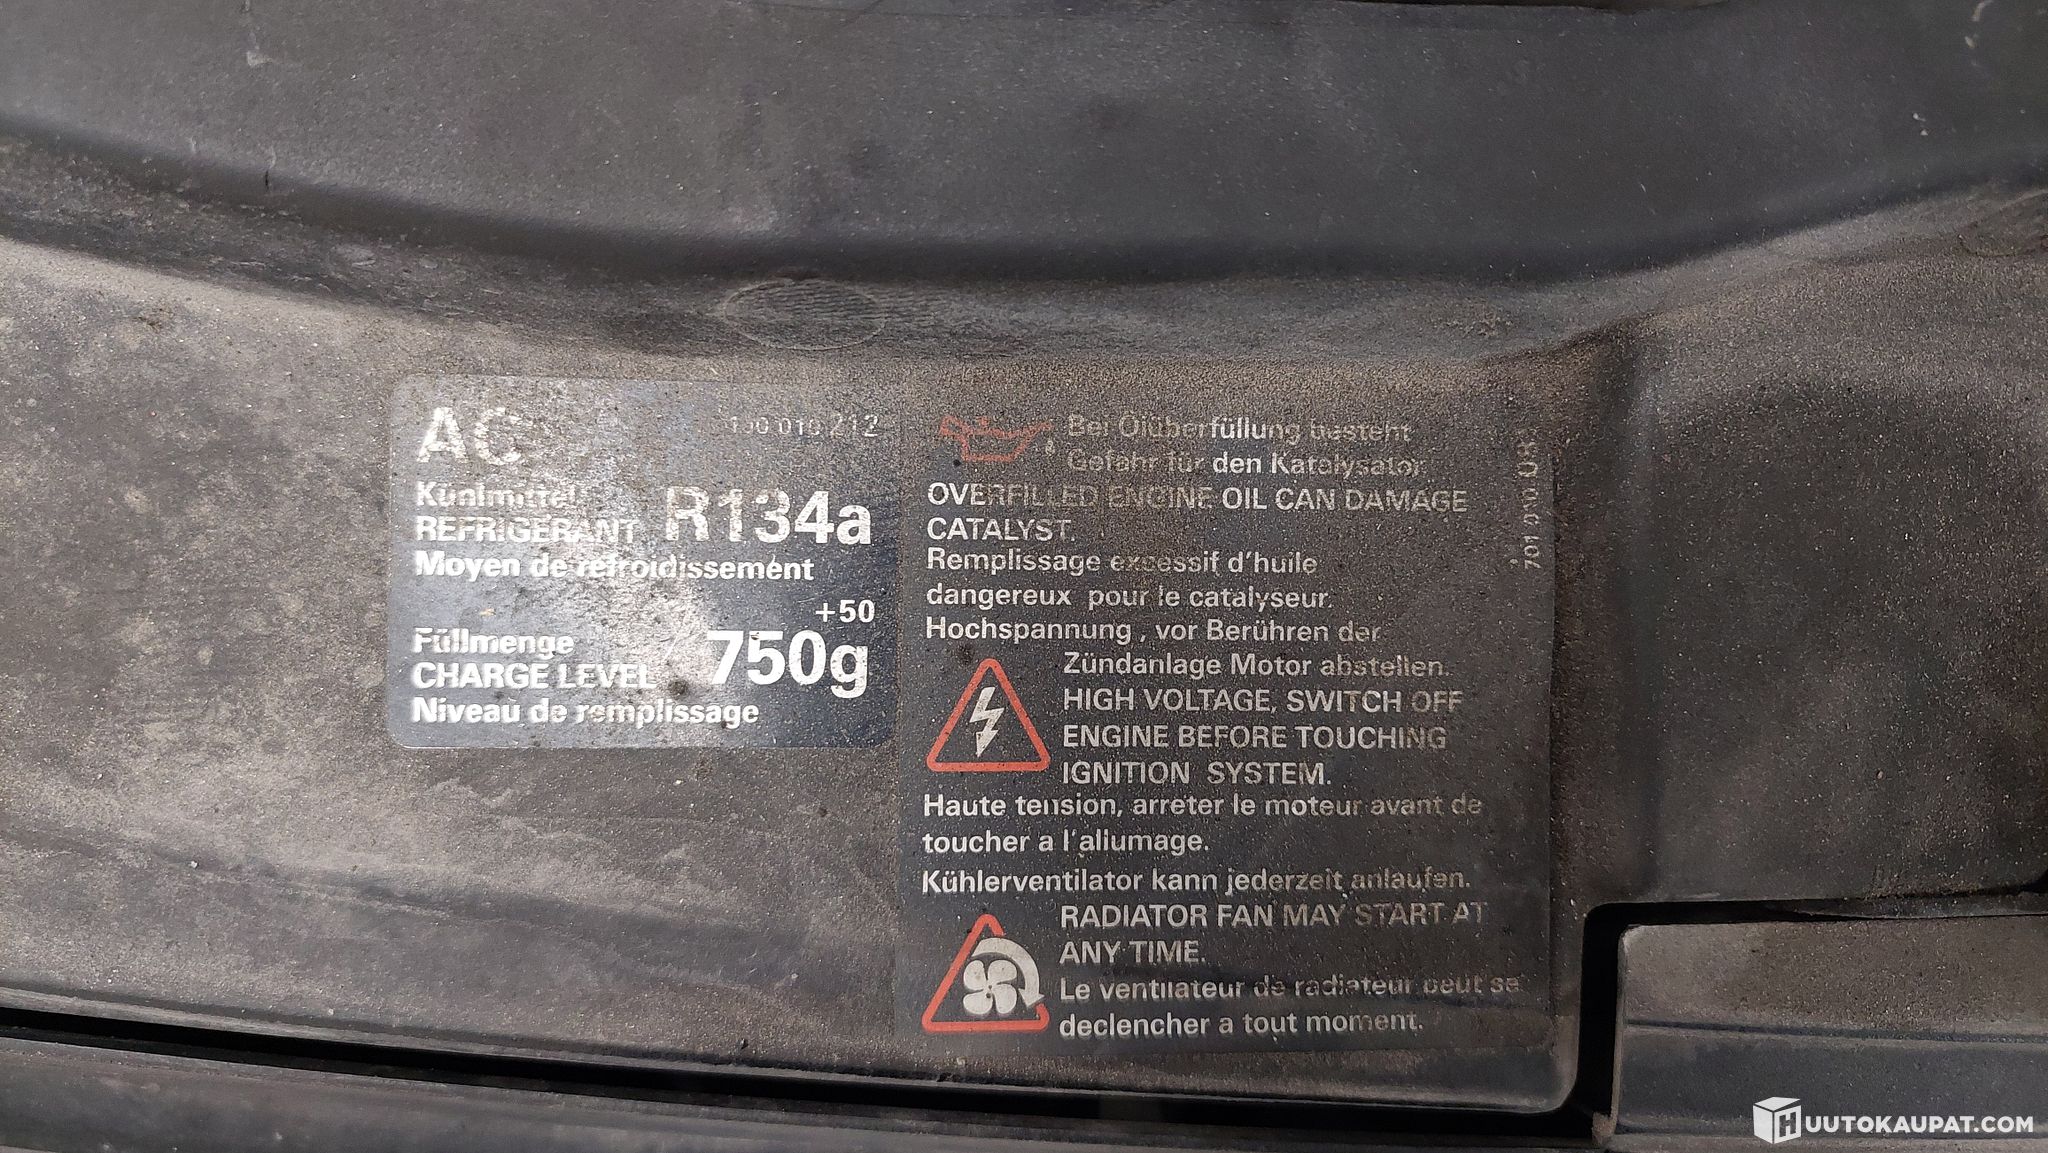 AC
212
Kühlmittel
REFRIGERANT R134a
Moyen de refroidissement
+50
Füllmenge
CHARGE LEVEL 750g
Niveau de remplissage
Bei Ölüberfüllung besteht
Gefahr für den Katalysator.
OVERFILLED ENGINE OIL CAN DAMAGE
CATALYST.
Remplissage excessif d'huile
dangereux pour le catalyseur.
Hochspannung, vor Berühren der
Zündanlage Motor abstellen.
HIGH VOLTAGE, SWITCH OFF
ENGINE BEFORE TOUCHING
IGNITION SYSTEM.
Haute tension, arreter le moteur avant de
toucher a l'allumage.
Kühlerventilator kann jederzeit anlaufen.
RADIATOR FAN MAY START AT
ANY TIME.
Le ventilateur de radiateur peut se
declencher a tout moment.
701 010
HUUTOKAUPAT.COM